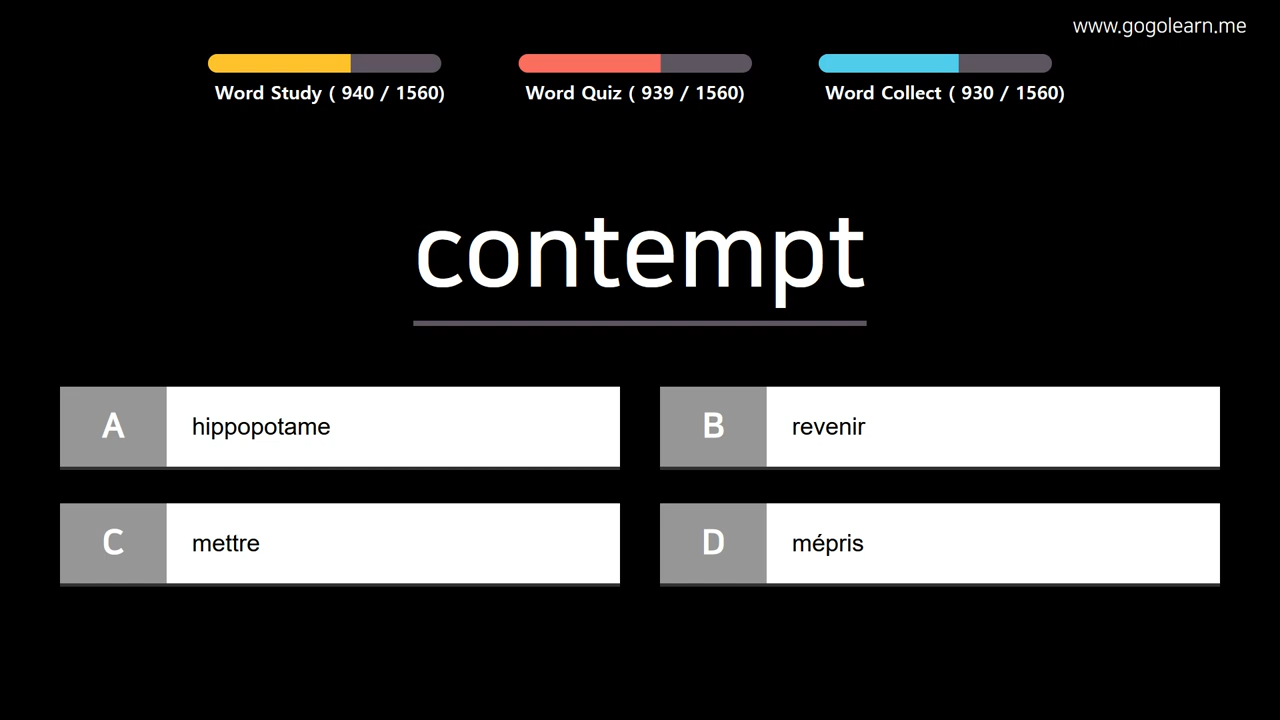 www.gogolearn.me
Word Study ( 940 / 1560)
Word Quiz ( 939 / 1560)
Word Collect ( 930 / 1560)
contempt
A hippopotame
B revenir
C mettre
D mépris